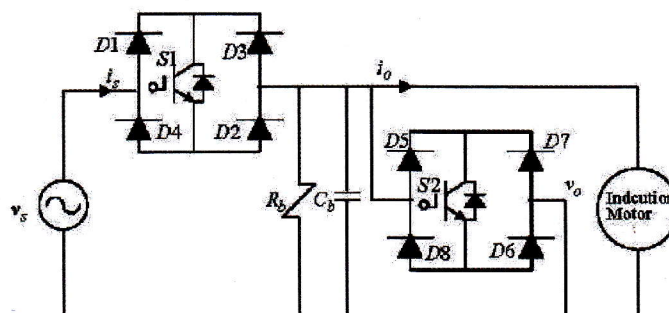 D1
S1
D3
i_s
D4
D2
i_o
D5
D7
S2
v_o
v_s
R_b
C_b
D8
D6
Indcution
Motor